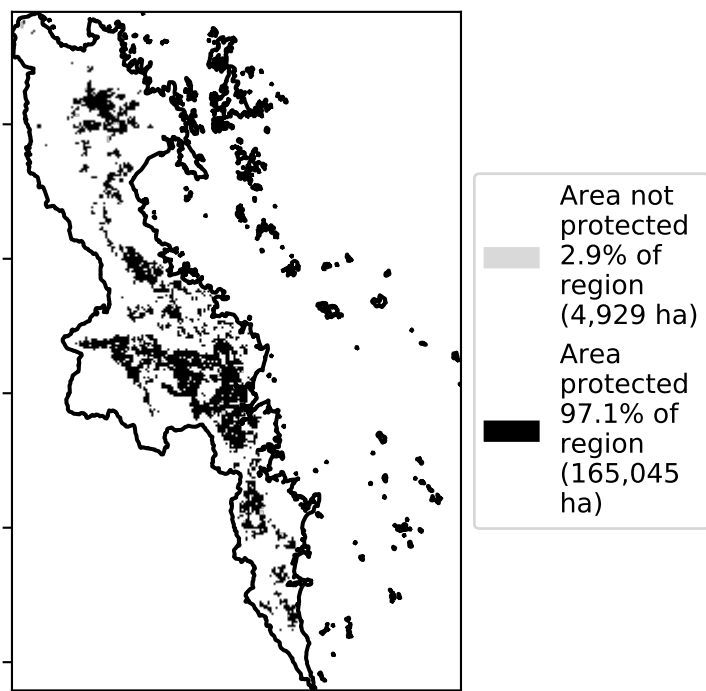 Area not
protected
2.9% of
region
(4,929 ha)
Area
protected
97.1% of
region
(165,045
ha)